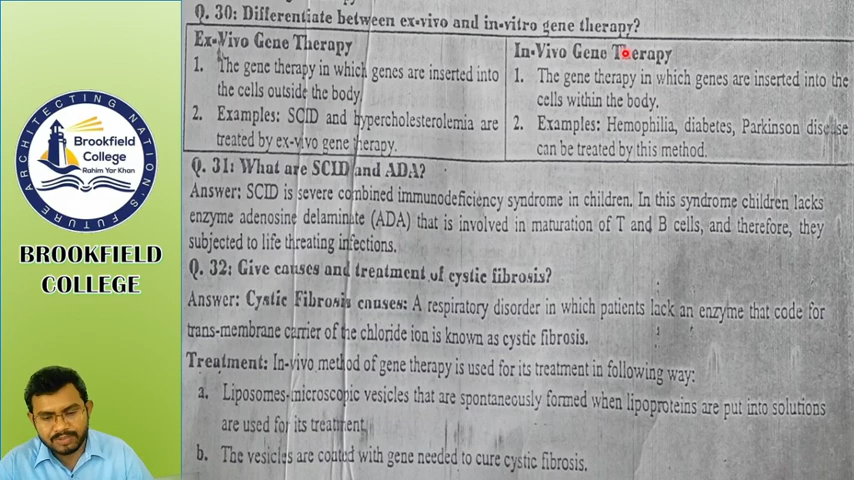 Q. 30: Differentiate between ex-vivo and in-vitro gene therapy?
Ex-Vivo Gene Therapy
1. The gene therapy in which genes are inserted into
the cells outside the body.
2. Examples: SCID and hypercholesterolemia are
treated by ex-vivo gene therapy.
In-Vivo Gene Therapy
1. The gene therapy in which genes are inserted into the
cells within the body.
2. Examples: Hemophilia, diabetes, Parkinson disease
can be treated by this method.
Q. 31: What are SCID and ADA?
Answer: SCID is severe combined immunodeficiency syndrome in children. In this syndrome children lacks
enzyme adenosine delaminate (ADA) that is involved in maturation of T and B cells, and therefore, they
subjected to life threating infections.
Q. 32: Give causes and treatment of cystic fibrosis?
Answer: Cystic Fibrosis causes: A respiratory disorder in which patients lack an enzyme that code for
trans-membrane carrier of the chloride ion is known as cystic fibrosis.
Treatment: In-vivo method of gene therapy is used for its treatment in following way:
a. Liposomes-microscopic vesicles that are spontaneously formed when lipoproteins are put into solutions
are used for its treatment.
b. The vesicles are coated with gene needed to cure cystic fibrosis.
ARCHITECTING NATION'S FUTURE
Brookfield
College
Rahim Yar Khan
BROOKFIELD
COLLEGE